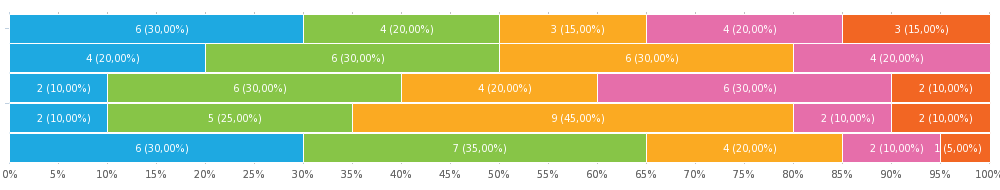 6 (30,00%) 4 (20,00%) 3 (15,00%) 4 (20,00%) 3 (15,00%)
4 (20,00%) 6 (30,00%) 6 (30,00%) 4 (20,00%)
2 (10,00%) 6 (30,00%) 4 (20,00%) 6 (30,00%) 2 (10,00%)
2 (10,00%) 5 (25,00%) 9 (45,00%) 2 (10,00%) 2 (10,00%)
6 (30,00%) 7 (35,00%) 4 (20,00%) 2 (10,00%) 1 (5,00%)
0% 5% 10% 15% 20% 25% 30% 35% 40% 45% 50% 55% 60% 65% 70% 75% 80% 85% 90% 95% 100%